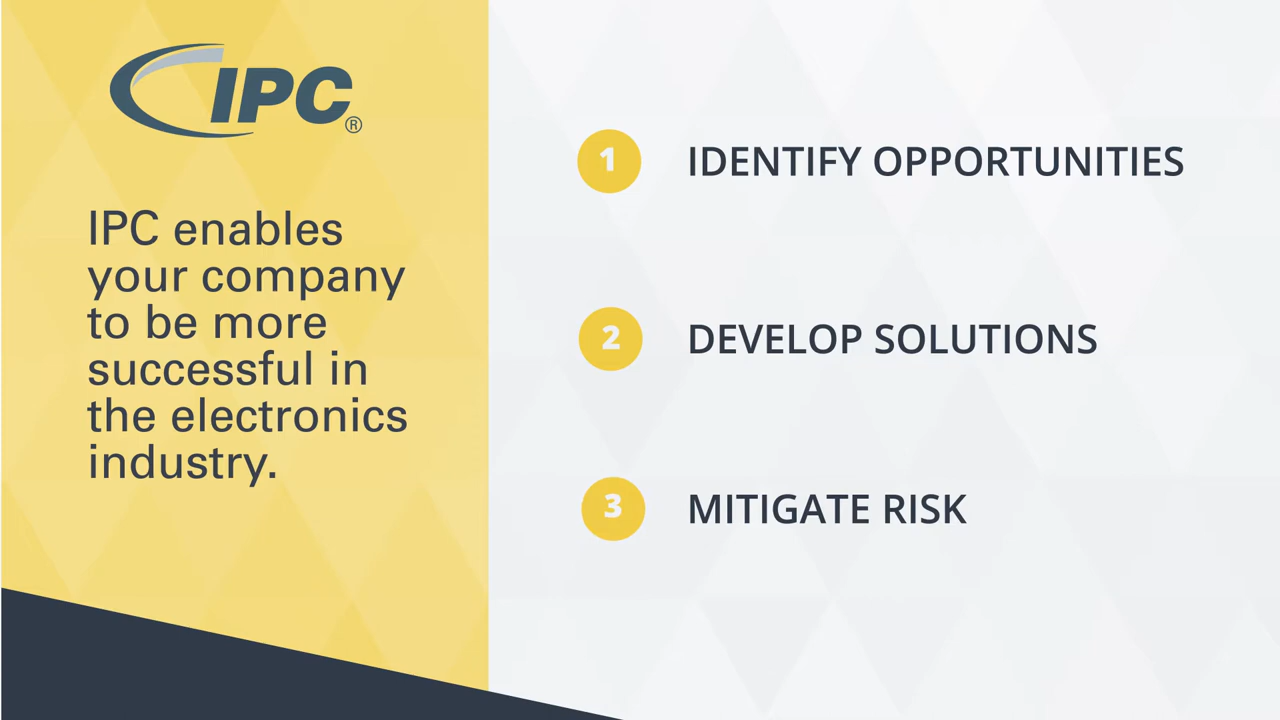 IPC®
IPC enables
your company
to be more
successful in
the electronics
industry.
1 IDENTIFY OPPORTUNITIES
2 DEVELOP SOLUTIONS
3 MITIGATE RISK